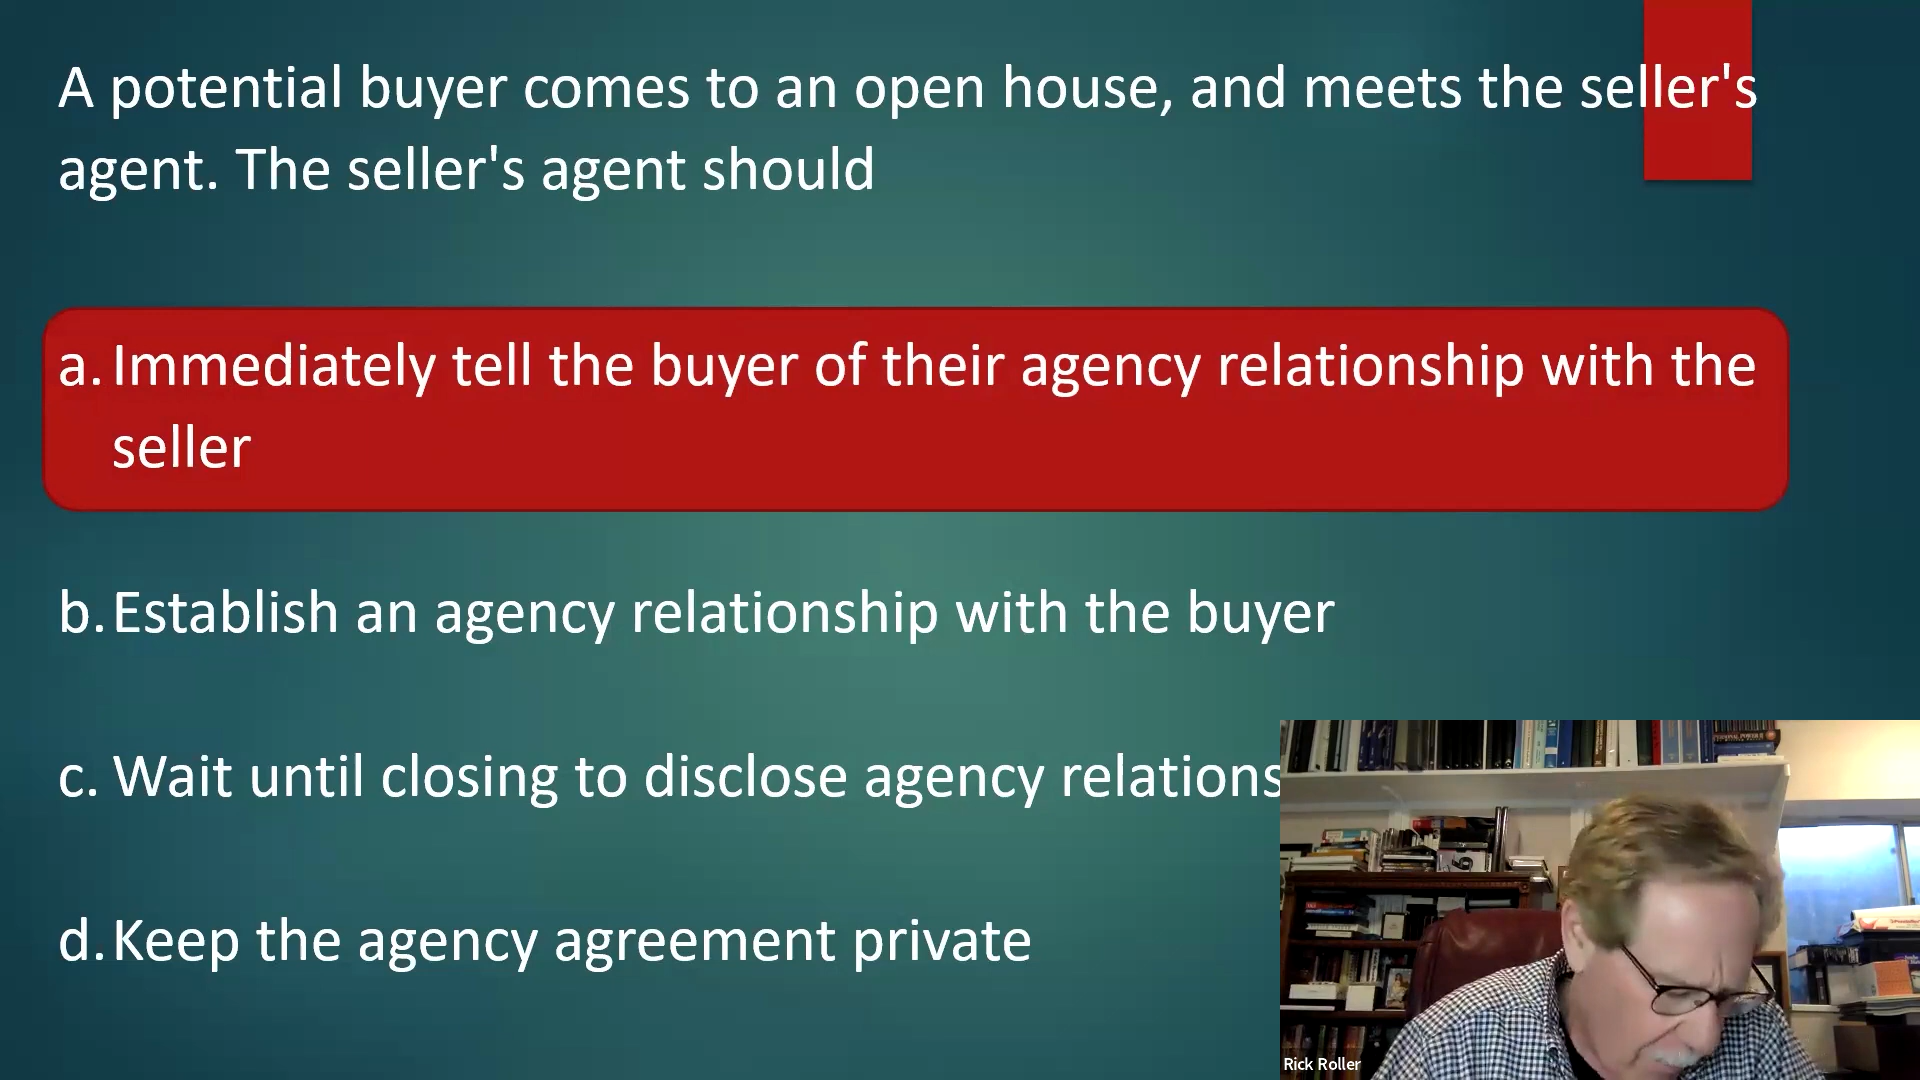 A potential buyer comes to an open house, and meets the seller's
agent. The seller's agent should
a. Immediately tell the buyer of their agency relationship with the
seller
b. Establish an agency relationship with the buyer
c. Wait until closing to disclose agency relations
d. Keep the agency agreement private
Rick Roller